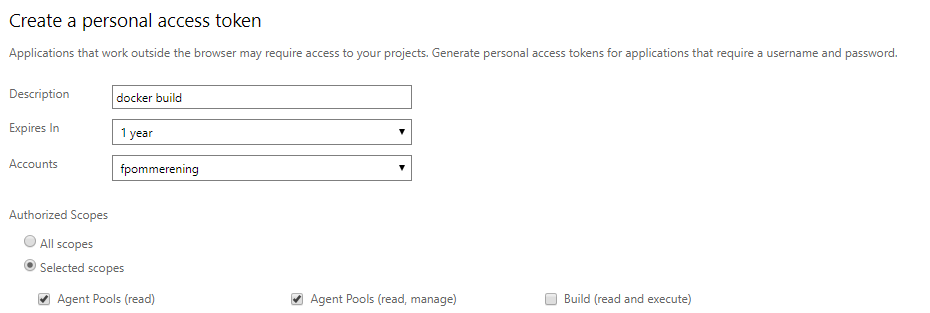 Create a personal access token
Applications that work outside the browser may require access to your projects. Generate personal access tokens for applications that require a username and password.
Description docker build
Expires In 1 year
Accounts fpommerening
Authorized Scopes
All scopes
Selected scopes
Agent Pools (read) Agent Pools (read, manage) Build (read and execute)